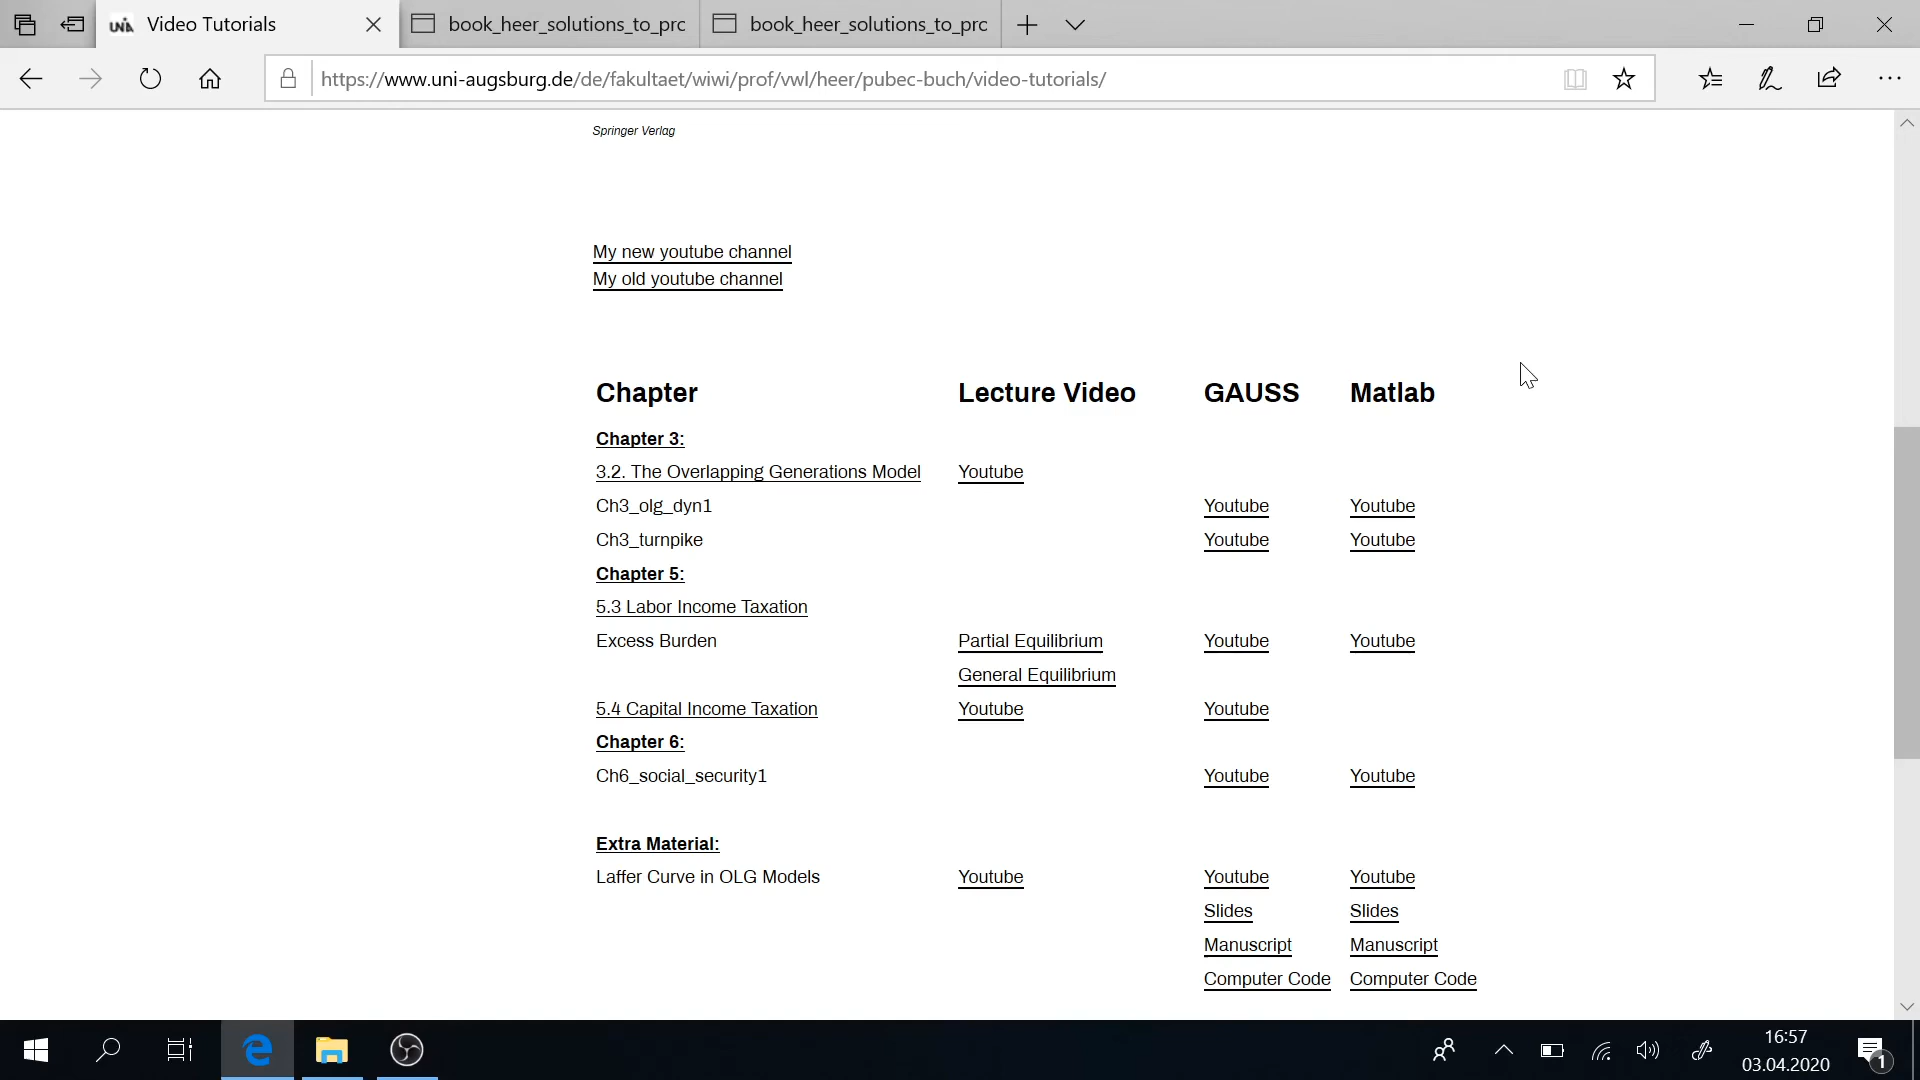 UNiA Video Tutorials book_heer_solutions_to_prc book_heer_solutions_to_prc
https://www.uni-augsburg.de/de/fakultaet/wiwi/prof/vwl/heer/pubec-buch/video-tutorials/
Springer Verlag
My new youtube channel
My old youtube channel
Chapter Lecture Video GAUSS Matlab
Chapter 3:
3.2. The Overlapping Generations Model Youtube
Ch3_olg_dyn1 Youtube Youtube
Ch3_turnpike Youtube Youtube
Chapter 5:
5.3 Labor Income Taxation
Excess Burden Partial Equilibrium Youtube Youtube
General Equilibrium
5.4 Capital Income Taxation Youtube Youtube
Chapter 6:
Ch6_social_security1 Youtube Youtube
Extra Material:
Laffer Curve in OLG Models Youtube Youtube Youtube
Slides Slides
Manuscript Manuscript
Computer Code Computer Code
16:57
03.04.2020
1